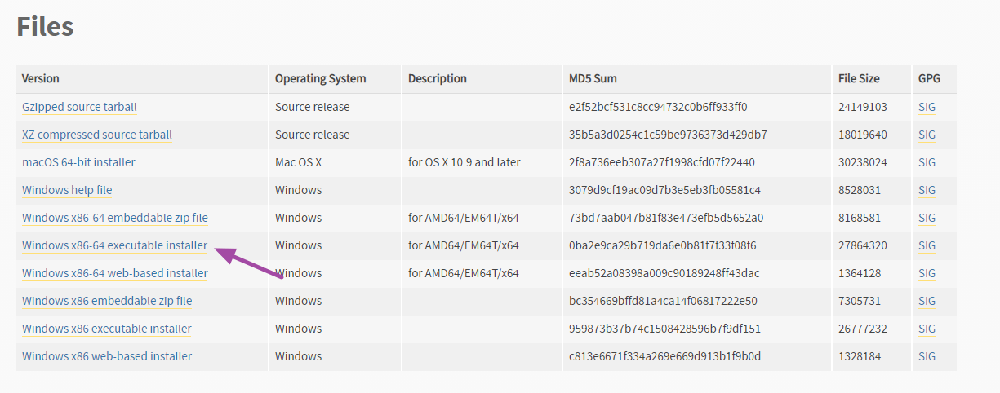 Files
Version Operating System Description MD5 Sum File Size GPG
Gzipped source tarball Source release e2f52bcf531c8cc94732c0b6ff933ff0 24149103 SIG
XZ compressed source tarball Source release 35b5a3d0254c1c59be9736373d429db7 18019640 SIG
macOS 64-bit installer Mac OS X for OS X 10.9 and later 2f8a736eeb307a27f1998cfd07f22440 30238024 SIG
Windows help file Windows 3079d9cf19ac09d7b3e5eb3fb05581c4 8528031 SIG
Windows x86-64 embeddable zip file Windows for AMD64/EM64T/x64 73bd7aab047b81f83e473efb5d5652a0 8168581 SIG
Windows x86-64 executable installer Windows for AMD64/EM64T/x64 0ba2e9ca29b719da6e0b81f7f33f08f6 27864320 SIG
Windows x86-64 web-based installer Windows for AMD64/EM64T/x64 eeab52a08398a009c90189248ff43dac 1364128 SIG
Windows x86 embeddable zip file Windows bc354669bffd81a4ca14f06817222e50 7305731 SIG
Windows x86 executable installer Windows 959873b37b74c1508428596b7f9df151 26777232 SIG
Windows x86 web-based installer Windows c813e6671f334a269e669d913b1f9b0d 1328184 SIG